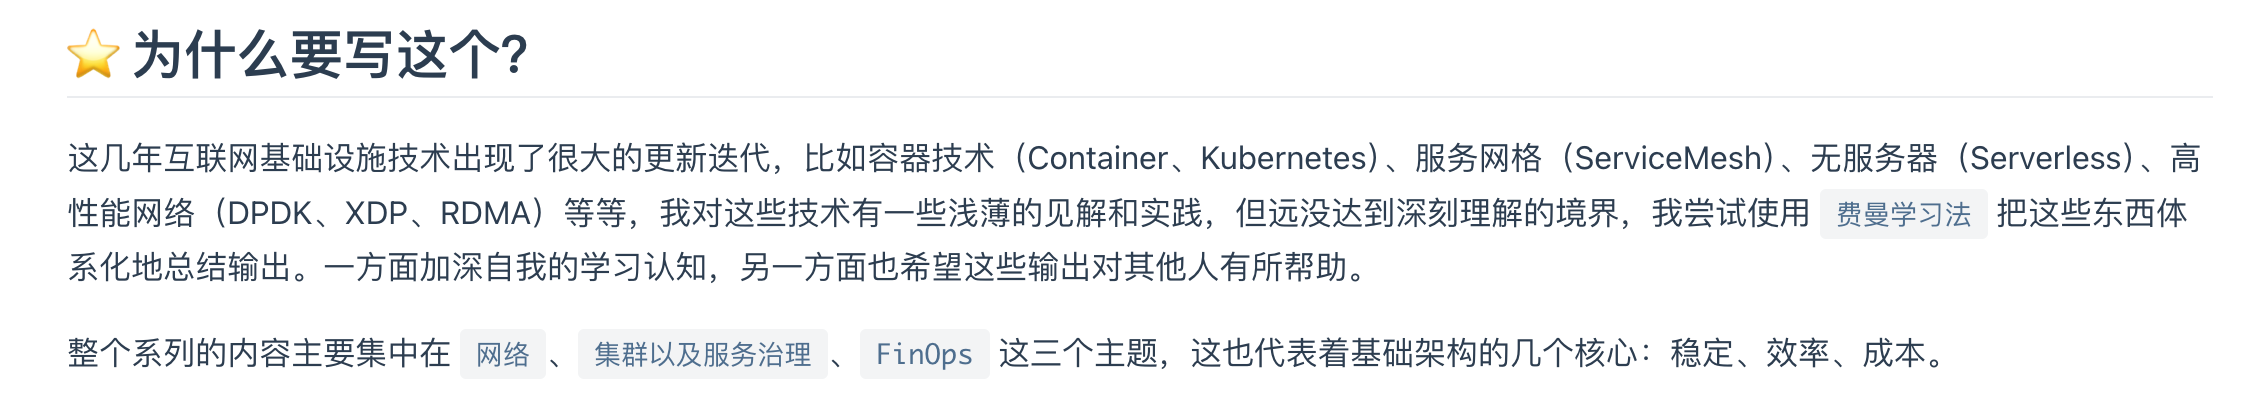 ⭐ 为什么要写这个?
这几年互联网基础设施技术出现了很大的更新迭代，比如容器技术（Container、Kubernetes）、服务网格（ServiceMesh）、无服务器（Serverless）、高
性能网络（DPDK、XDP、RDMA）等等，我对这些技术有一些浅薄的见解和实践，但远没达到深刻理解的境界，我尝试使用 费曼学习法 把这些东西体
系化地总结输出。一方面加深自我的学习认知，另一方面也希望这些输出对其他人有所帮助。
整个系列的内容主要集中在 网络 、 集群以及服务治理 、 FinOps 这三个主题，这也代表着基础架构的几个核心：稳定、效率、成本。